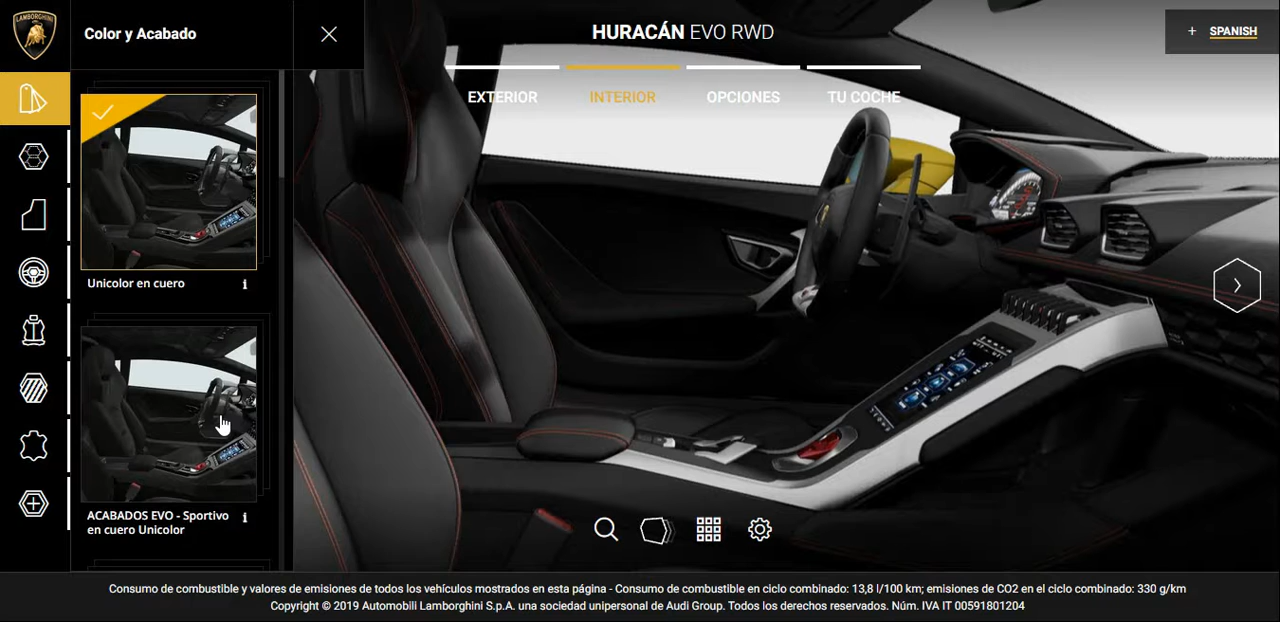 LAMBORGHINI
Color y Acabado
HURACÁN EVO RWD
+ SPANISH
EXTERIOR
INTERIOR
OPCIONES
TU COCHE
Unicolor en cuero
i
ACABADOS EVO - Sportivo
en cuero Unicolor
i
Consumo de combustible y valores de emisiones de todos los vehículos mostrados en esta página - Consumo de combustible en ciclo combinado: 13,8 l/100 km; emisiones de CO2 en el ciclo combinado: 330 g/km
Copyright © 2019 Automobili Lamborghini S.p.A. una sociedad unipersonal de Audi Group. Todos los derechos reservados. Núm. IVA IT 00591801204